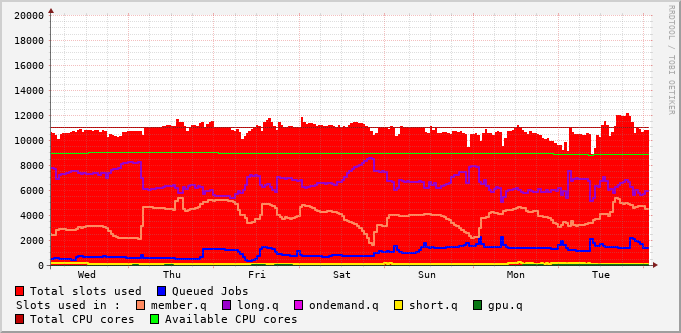 RRDTOOL / TOBI OETIKER
20000
18000
16000
14000
12000
10000
8000
6000
4000
2000
0
Wed Thu Fri Sat Sun Mon Tue
Total slots used Queued Jobs
Slots used in : member.q long.q ondemand.q short.q gpu.q
Total CPU cores Available CPU cores